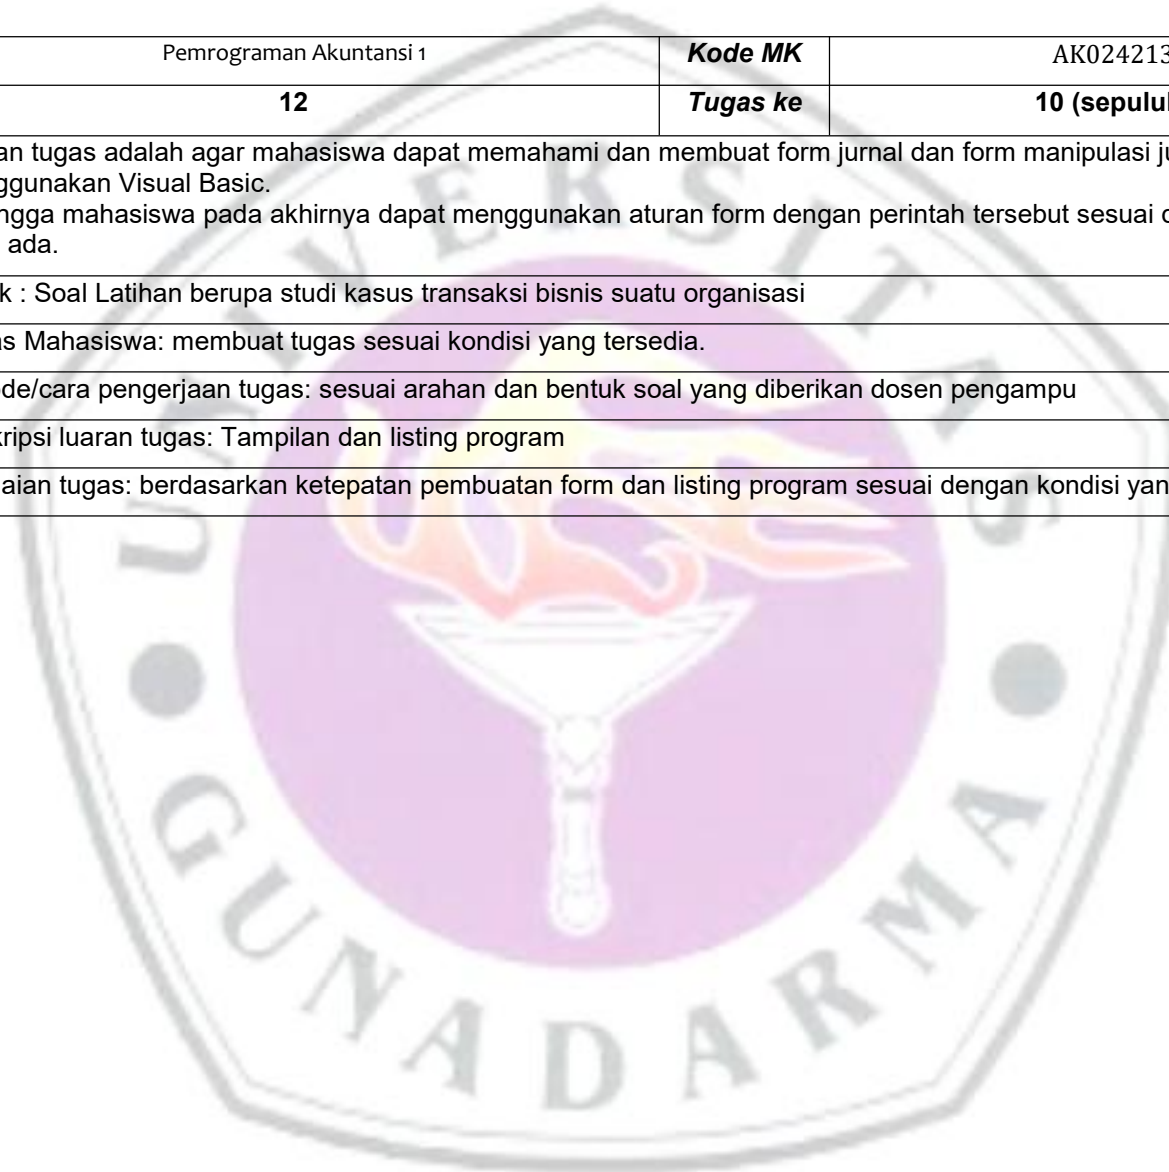 Pemrograman Akuntansi 1 Kode MK AK024213
12 Tugas ke 10 (sepulu
an tugas adalah agar mahasiswa dapat memahami dan membuat form jurnal dan form manipulasi ju
ggunakan Visual Basic.
ngga mahasiswa pada akhirnya dapat menggunakan aturan form dengan perintah tersebut sesuai
ada.
k : Soal Latihan berupa studi kasus transaksi bisnis suatu organisasi
as Mahasiswa: membuat tugas sesuai kondisi yang tersedia.
de/cara pengerjaan tugas: sesuai arahan dan bentuk soal yang diberikan dosen pengampu
kripsi luaran tugas: Tampilan dan listing program
aian tugas: berdasarkan ketepatan pembuatan form dan listing program sesuai dengan kondisi yan
UNIVERSITAS
GUNADARMA